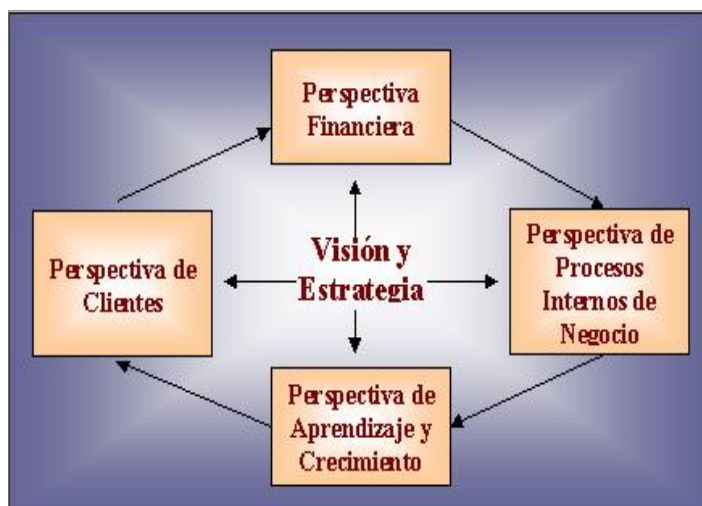 Perspectiva
Financiera
Perspectiva de
Clientes
Visión y
Estrategia
Perspectiva de
Procesos
Internos de
Negocio
Perspectiva de
Aprendizaje y
Crecimiento